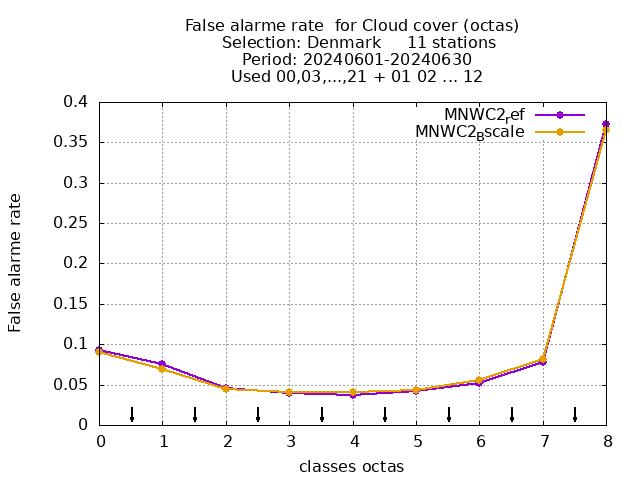 False alarme rate  for Cloud cover (octas)
Selection: Denmark     11 stations
Period: 20240601-20240630
Used 00,03,...,21 + 01 02 ... 12
MNWC2ref
MNWC2Bscale
0.4
0.35
0.3
0.25
0.2
0.15
0.1
0.05
0
False alarme rate
0 1 2 3 4 5 6 7 8
classes octas